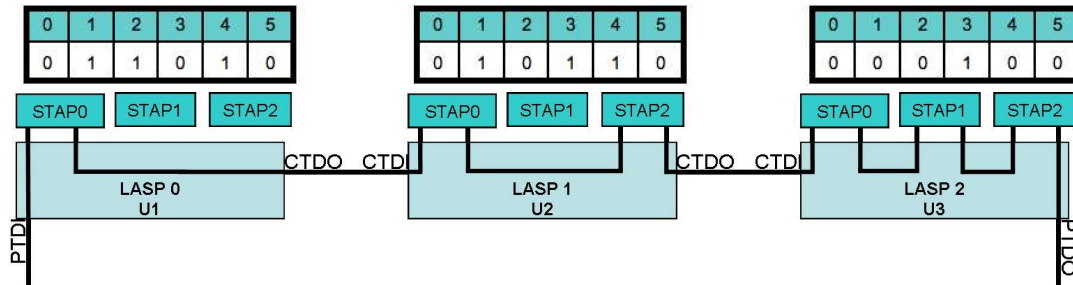 0 1 2 3 4 5
0 1 1 0 1 0
0 1 2 3 4 5
0 1 0 1 1 0
0 1 2 3 4 5
0 0 0 1 0 0
STAP0 STAP1 STAP2
STAP0 STAP1 STAP2
STAP0 STAP1 STAP2
CTDO CTDI
CTDO CTDI
LASP 0
U1
LASP 1
U2
LASP 2
U3
PTDI
PTDO